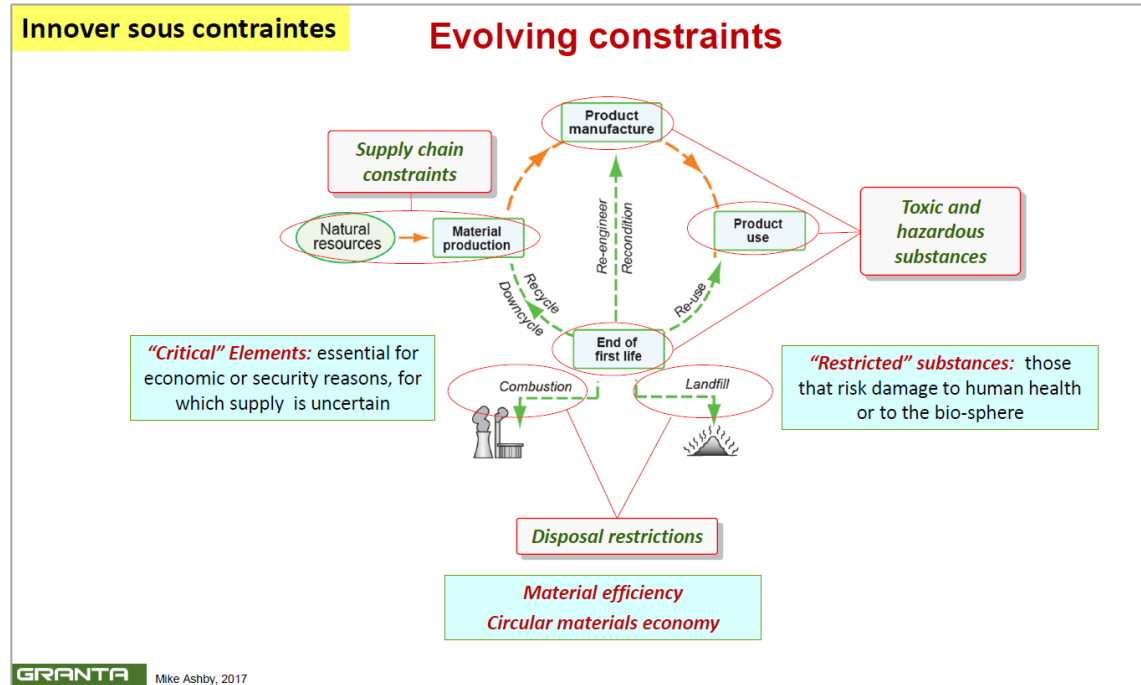 Innover sous contraintes
Evolving constraints
Product
manufacture
Supply chain
constraints
Natural
resources
Material
production
Re-engineer
Recondition
Product
use
Toxic and
hazardous
substances
Recycle
Downcycle
Re-use
End of
first life
“Critical” Elements: essential for
economic or security reasons, for
which supply is uncertain
Combustion
Landfill
“Restricted” substances: those
that risk damage to human health
or to the bio-sphere
Disposal restrictions
Material efficiency
Circular materials economy
GRANTA
Mike Ashby, 2017